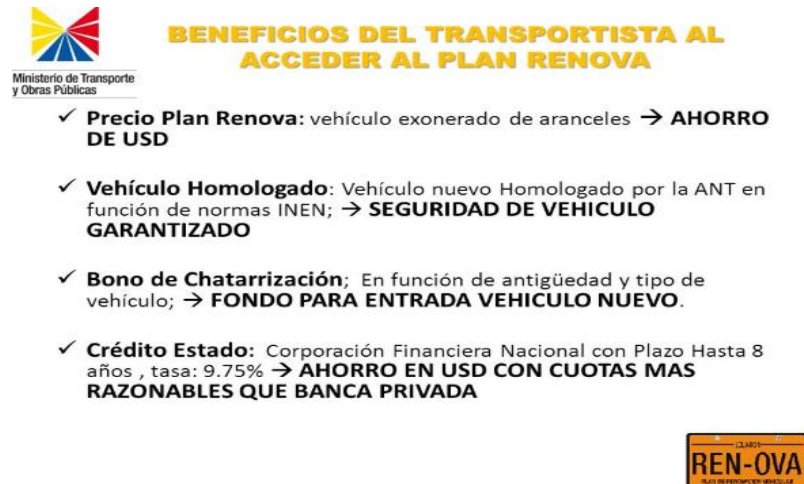 BENEFICIOS DEL TRANSPORTISTA AL
ACCEDER AL PLAN RENOVA
Ministerio de Transporte
y Obras Públicas
✓ Precio Plan Renova: vehículo exonerado de aranceles → AHORRO
DE USD
✓ Vehículo Homologado: Vehículo nuevo Homologado por la ANT en
función de normas INEN; → SEGURIDAD DE VEHICULO
GARANTIZADO
✓ Bono de Chatarrización; En función de antigüedad y tipo de
vehículo; → FONDO PARA ENTRADA VEHICULO NUEVO.
✓ Crédito Estado: Corporación Financiera Nacional con Plazo Hasta 8
años , tasa: 9.75% → AHORRO EN USD CON CUOTAS MAS
RAZONABLES QUE BANCA PRIVADA
REN-OVA
PLAN DE RENOVACION VEHICULAR